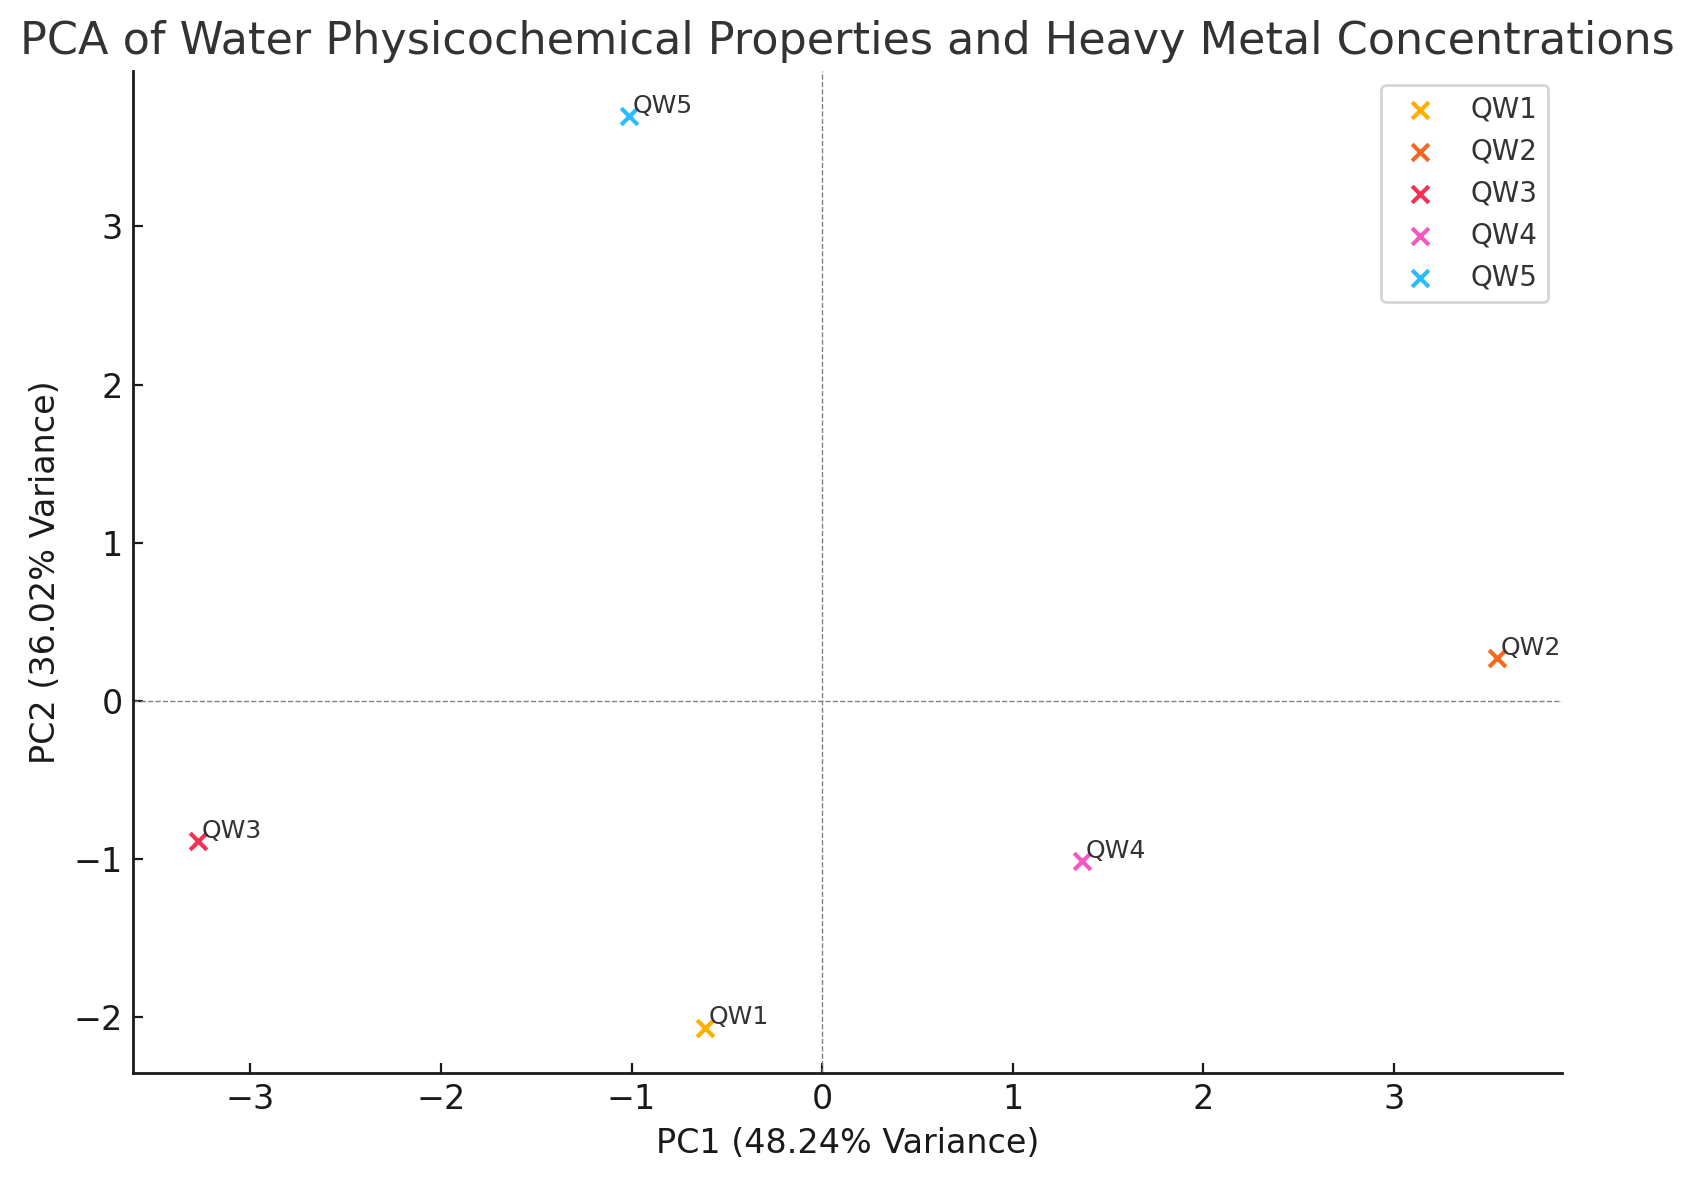 PCA of Water Physicochemical Properties and Heavy Metal Concentrations
QW5
QW1
QW2
QW3
QW4
QW5
3
2
1
0
−1
−2
PC2 (36.02% Variance)
QW2
QW3
QW4
QW1
−3 −2 −1 0 1 2 3
PC1 (48.24% Variance)